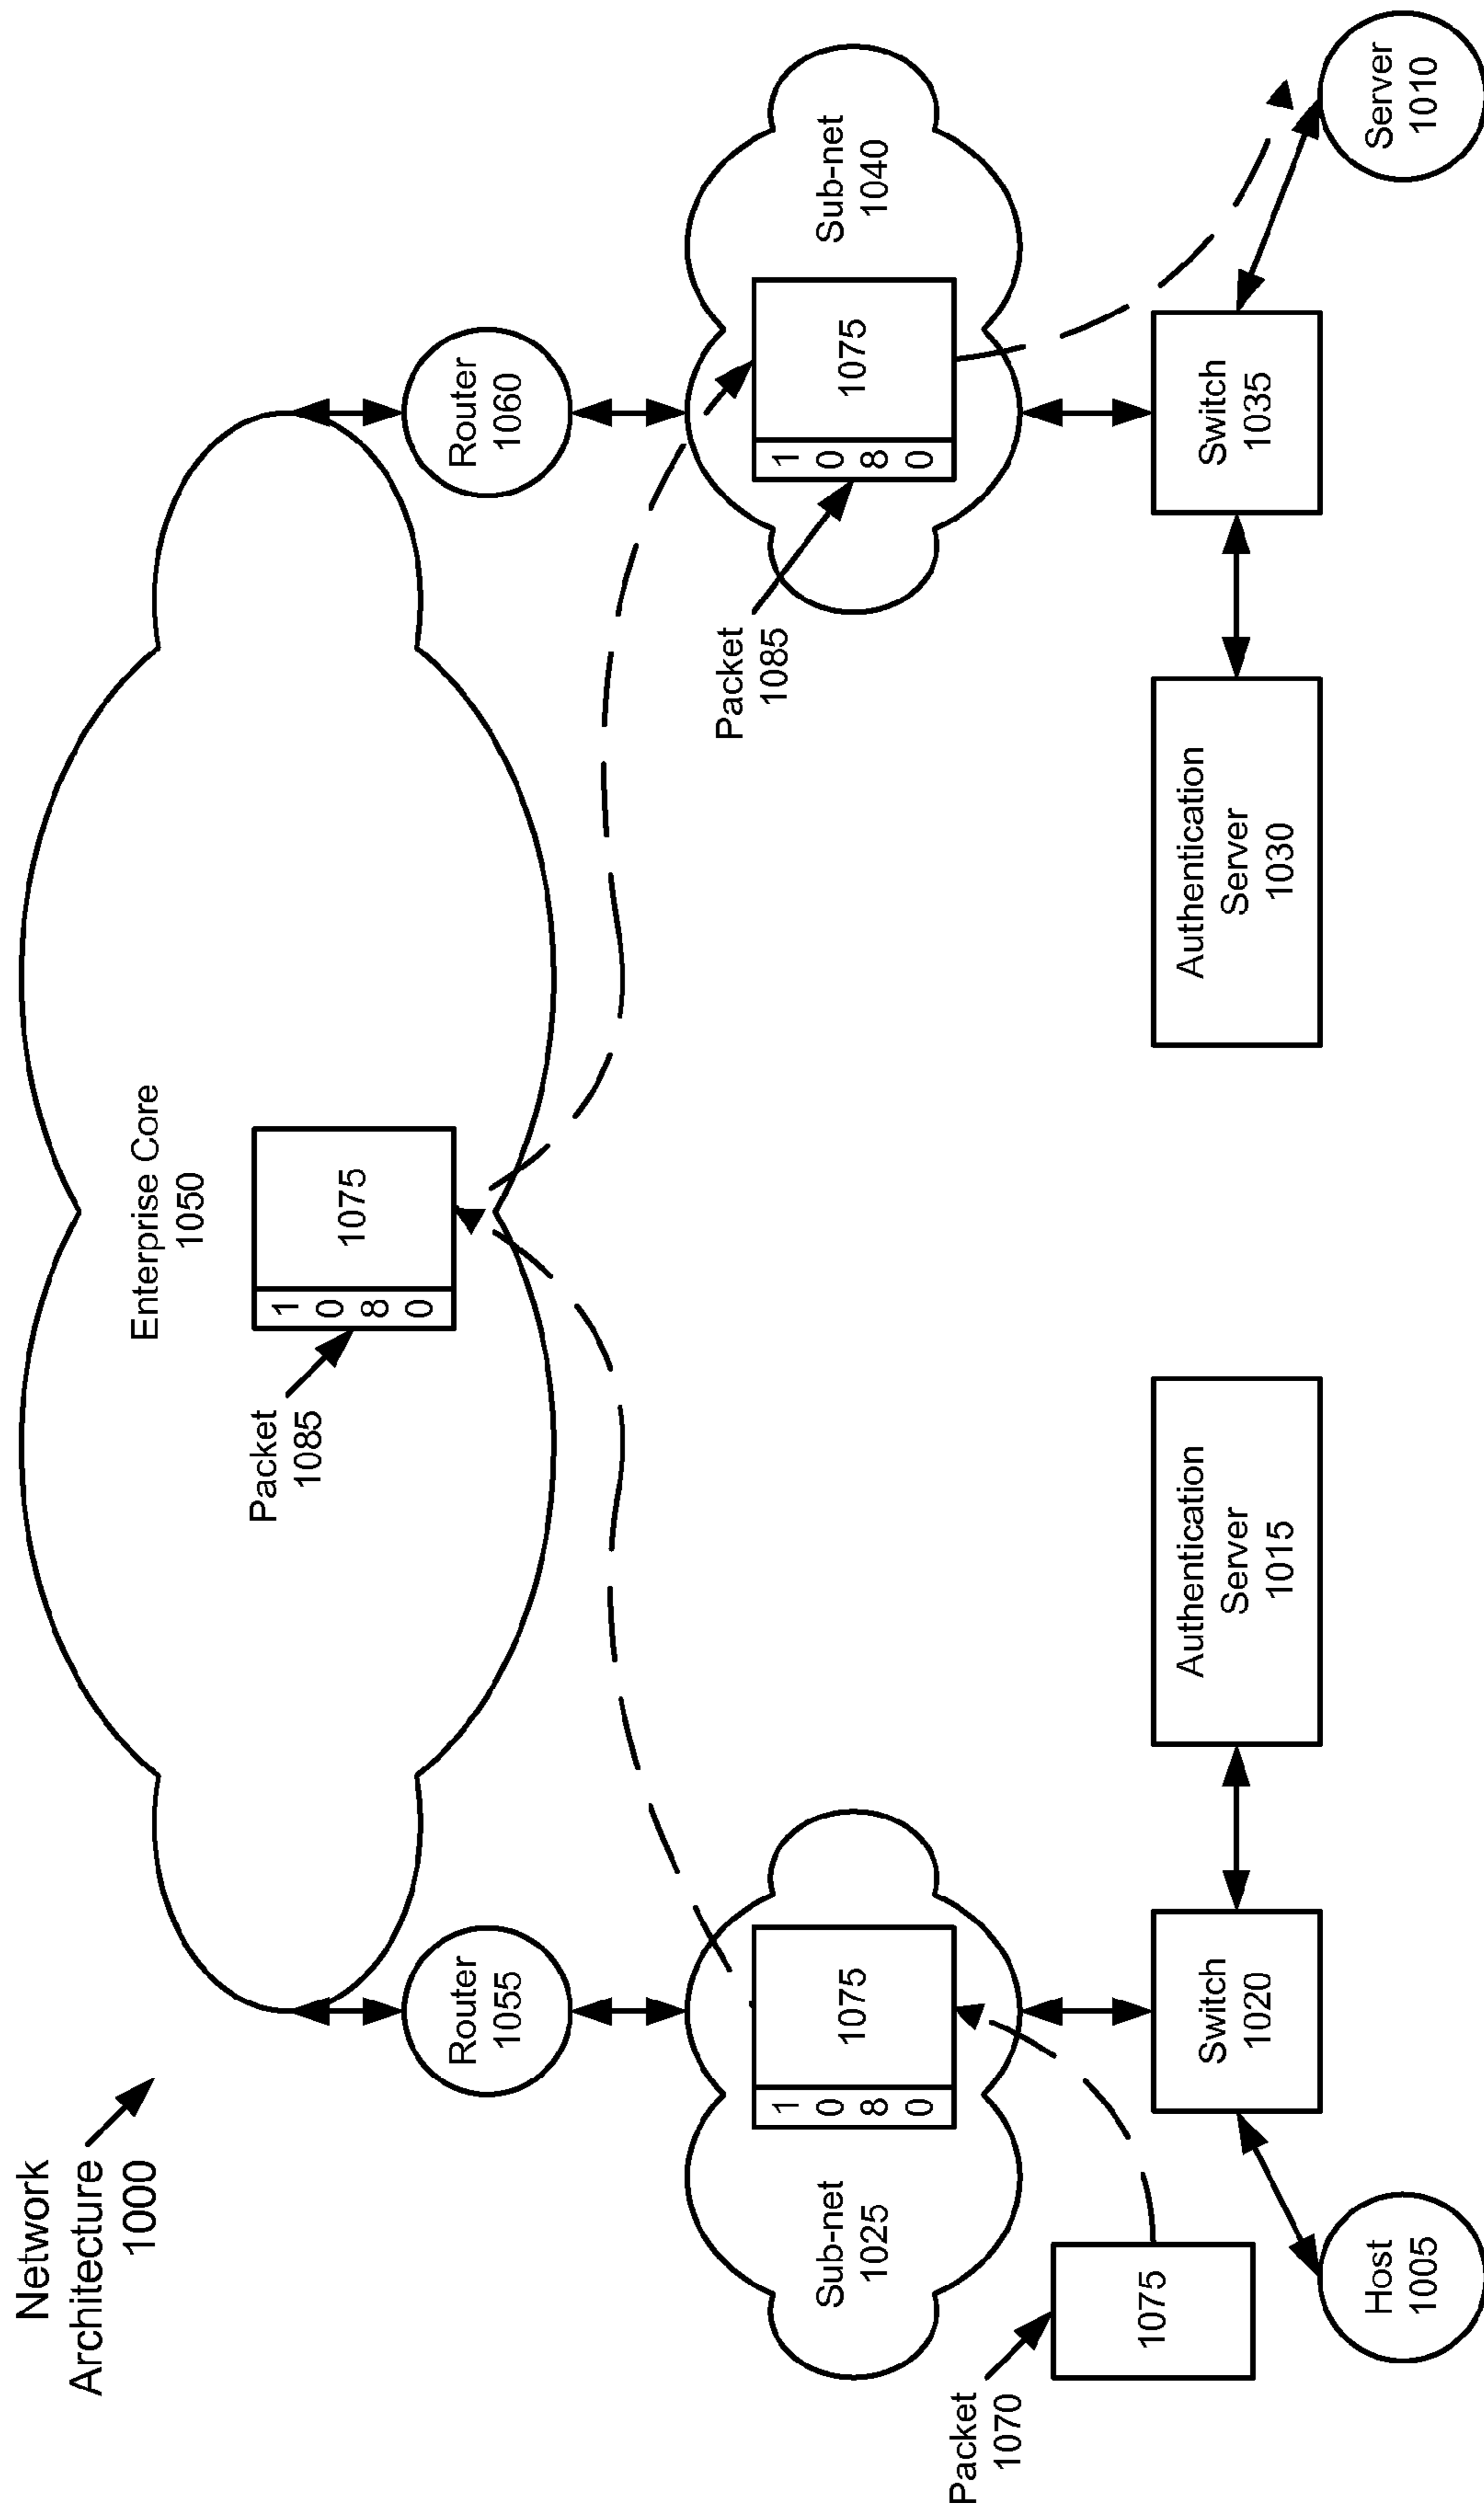 Network
Architecture
1000
Enterprise Core
1050
Packet
1085
1075
1
0
8
0
Router
1055
Router
1060
Sub-net
1025
1
0
8
0
1075
Packet
1085
1
0
8
0
1075
Sub-net
1040
Packet
1070
1075
Host
1005
Switch
1020
Authentication
Server
1015
Authentication
Server
1030
Switch
1035
Server
1010